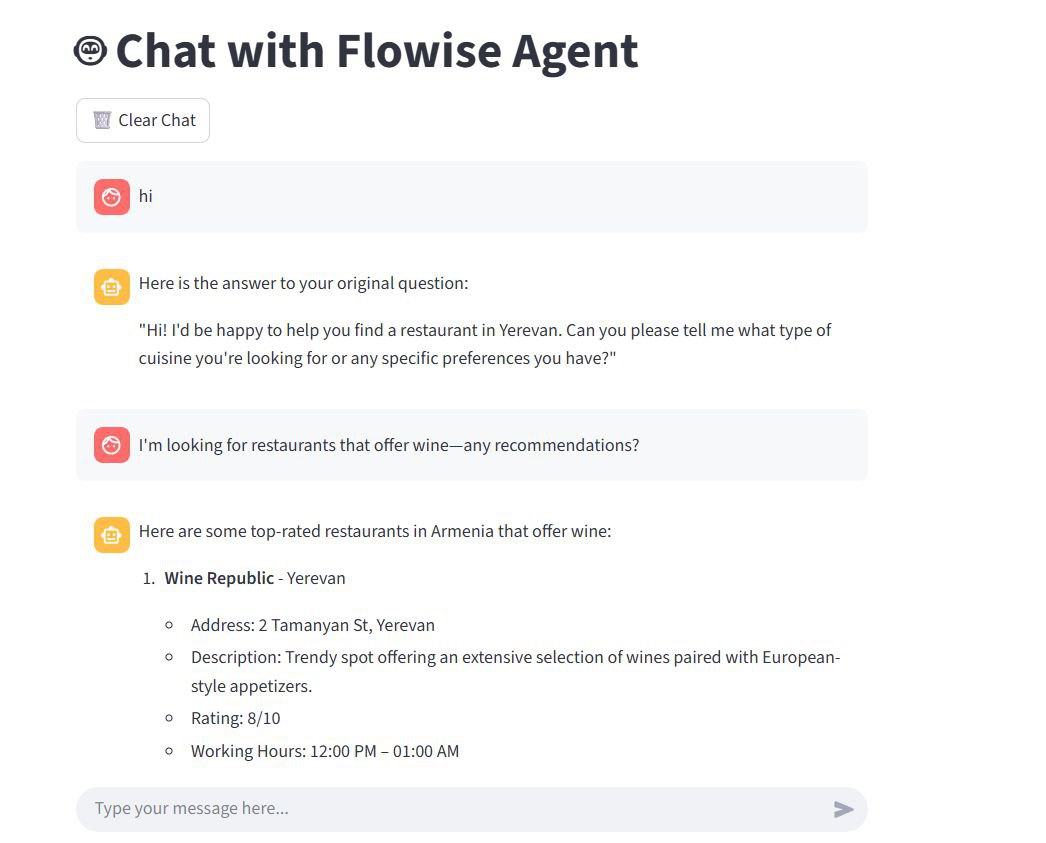 Chat with Flowise Agent
Clear Chat
hi
Here is the answer to your original question:
"Hi! I'd be happy to help you find a restaurant in Yerevan. Can you please tell me what type of
cuisine you're looking for or any specific preferences you have?"
I'm looking for restaurants that offer wine—any recommendations?
Here are some top-rated restaurants in Armenia that offer wine:
1. Wine Republic - Yerevan
Address: 2 Tamanyan St, Yerevan
Description: Trendy spot offering an extensive selection of wines paired with European-
style appetizers.
Rating: 8/10
Working Hours: 12:00 PM – 01:00 AM
Type your message here...